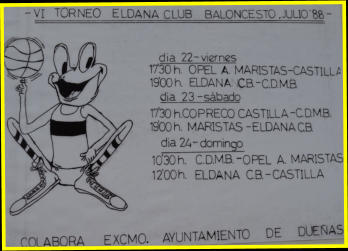 - VI TORNEO ELDANA CLUB BALONCESTO, JULIO '88 -
dia 22-viernes
17'30 h. OPEL A. MARISTAS-CASTILLA
19'00 h. ELDANA C.B.-C.D.M.B.
dia 23-sábado
17'30 h. COPRECO CASTILLA-C.D.M.B.
19'00 h. MARISTAS-ELDANA C.B.
dia 24-domingo
10'30 h. C.D.M.B.-OPEL A. MARISTAS
12'00 h. ELDANA C.B.-CASTILLA
COLABORA EXCMO. AYUNTAMIENTO DE DUEÑAS